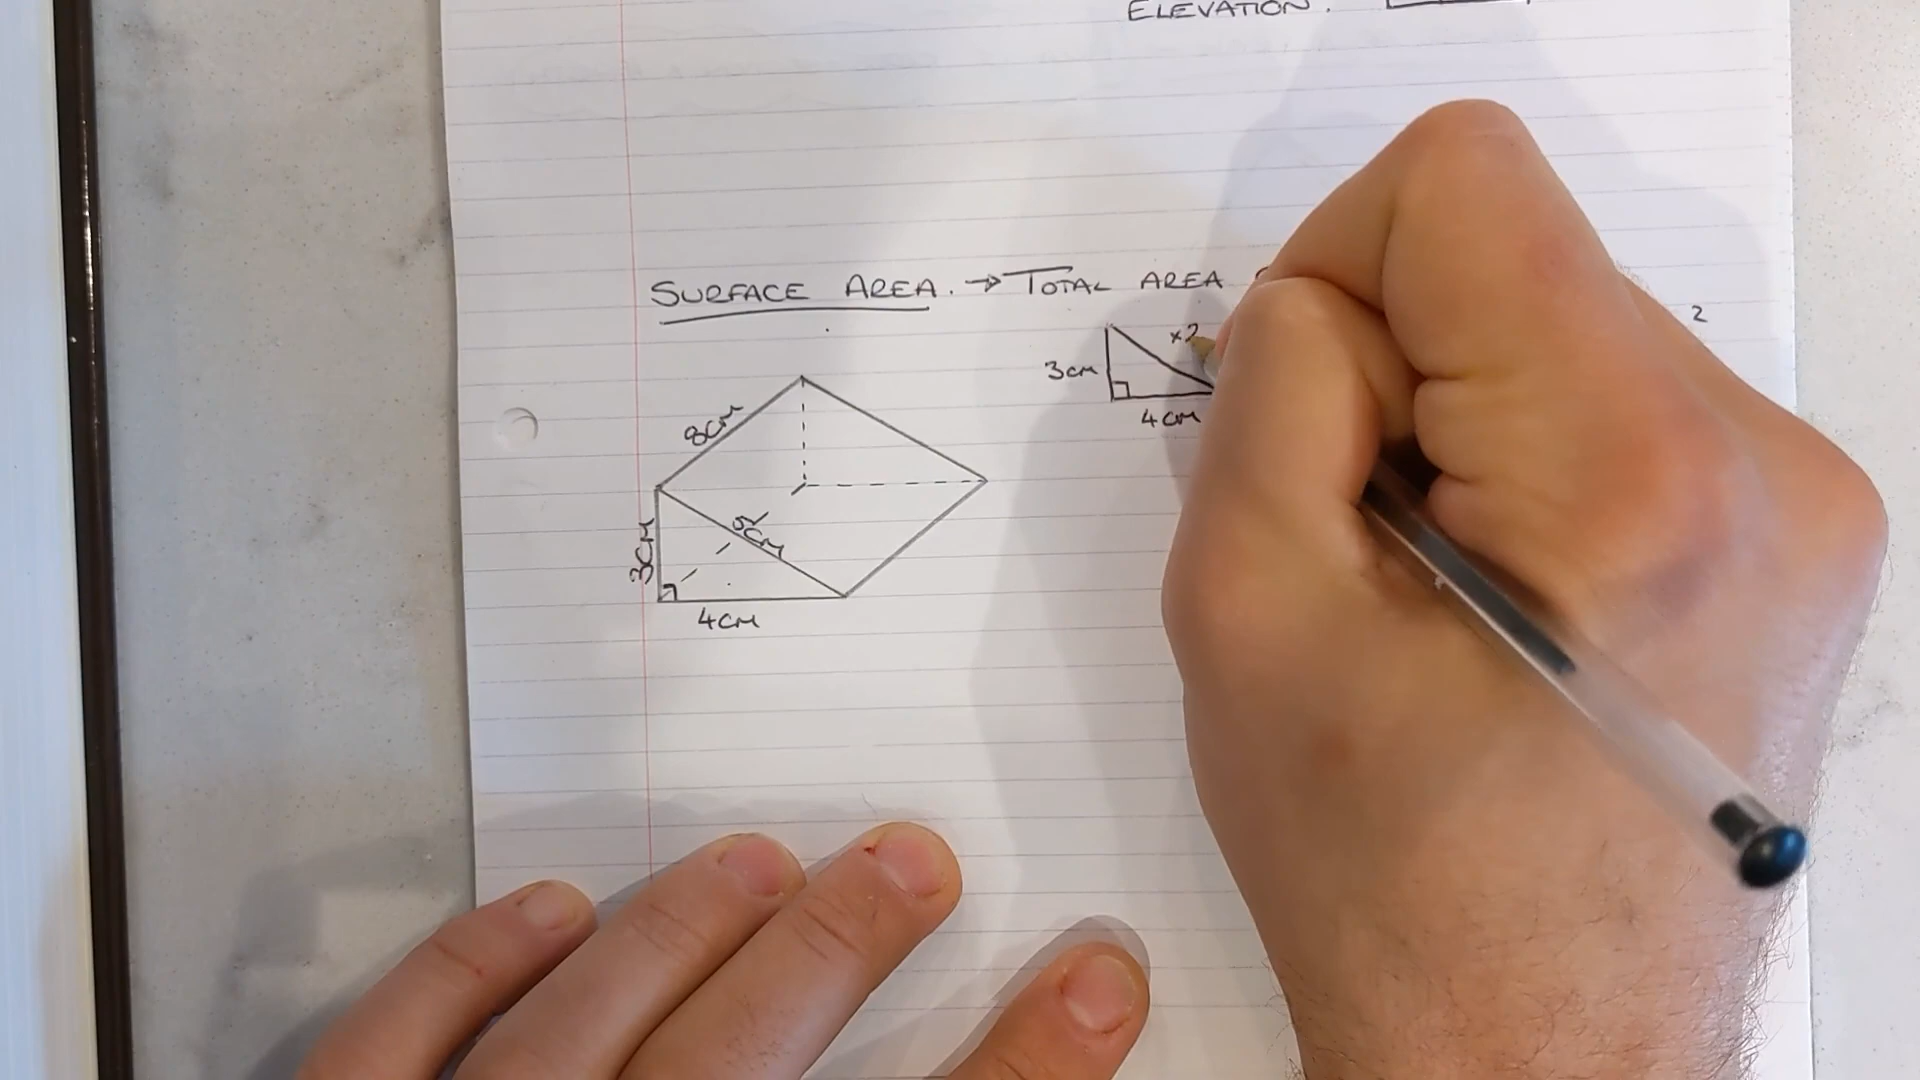 ELEVATION.
SURFACE AREA. → TOTAL AREA
2
×2
3cm
4cm
8cm
5cm
3cm
4cm